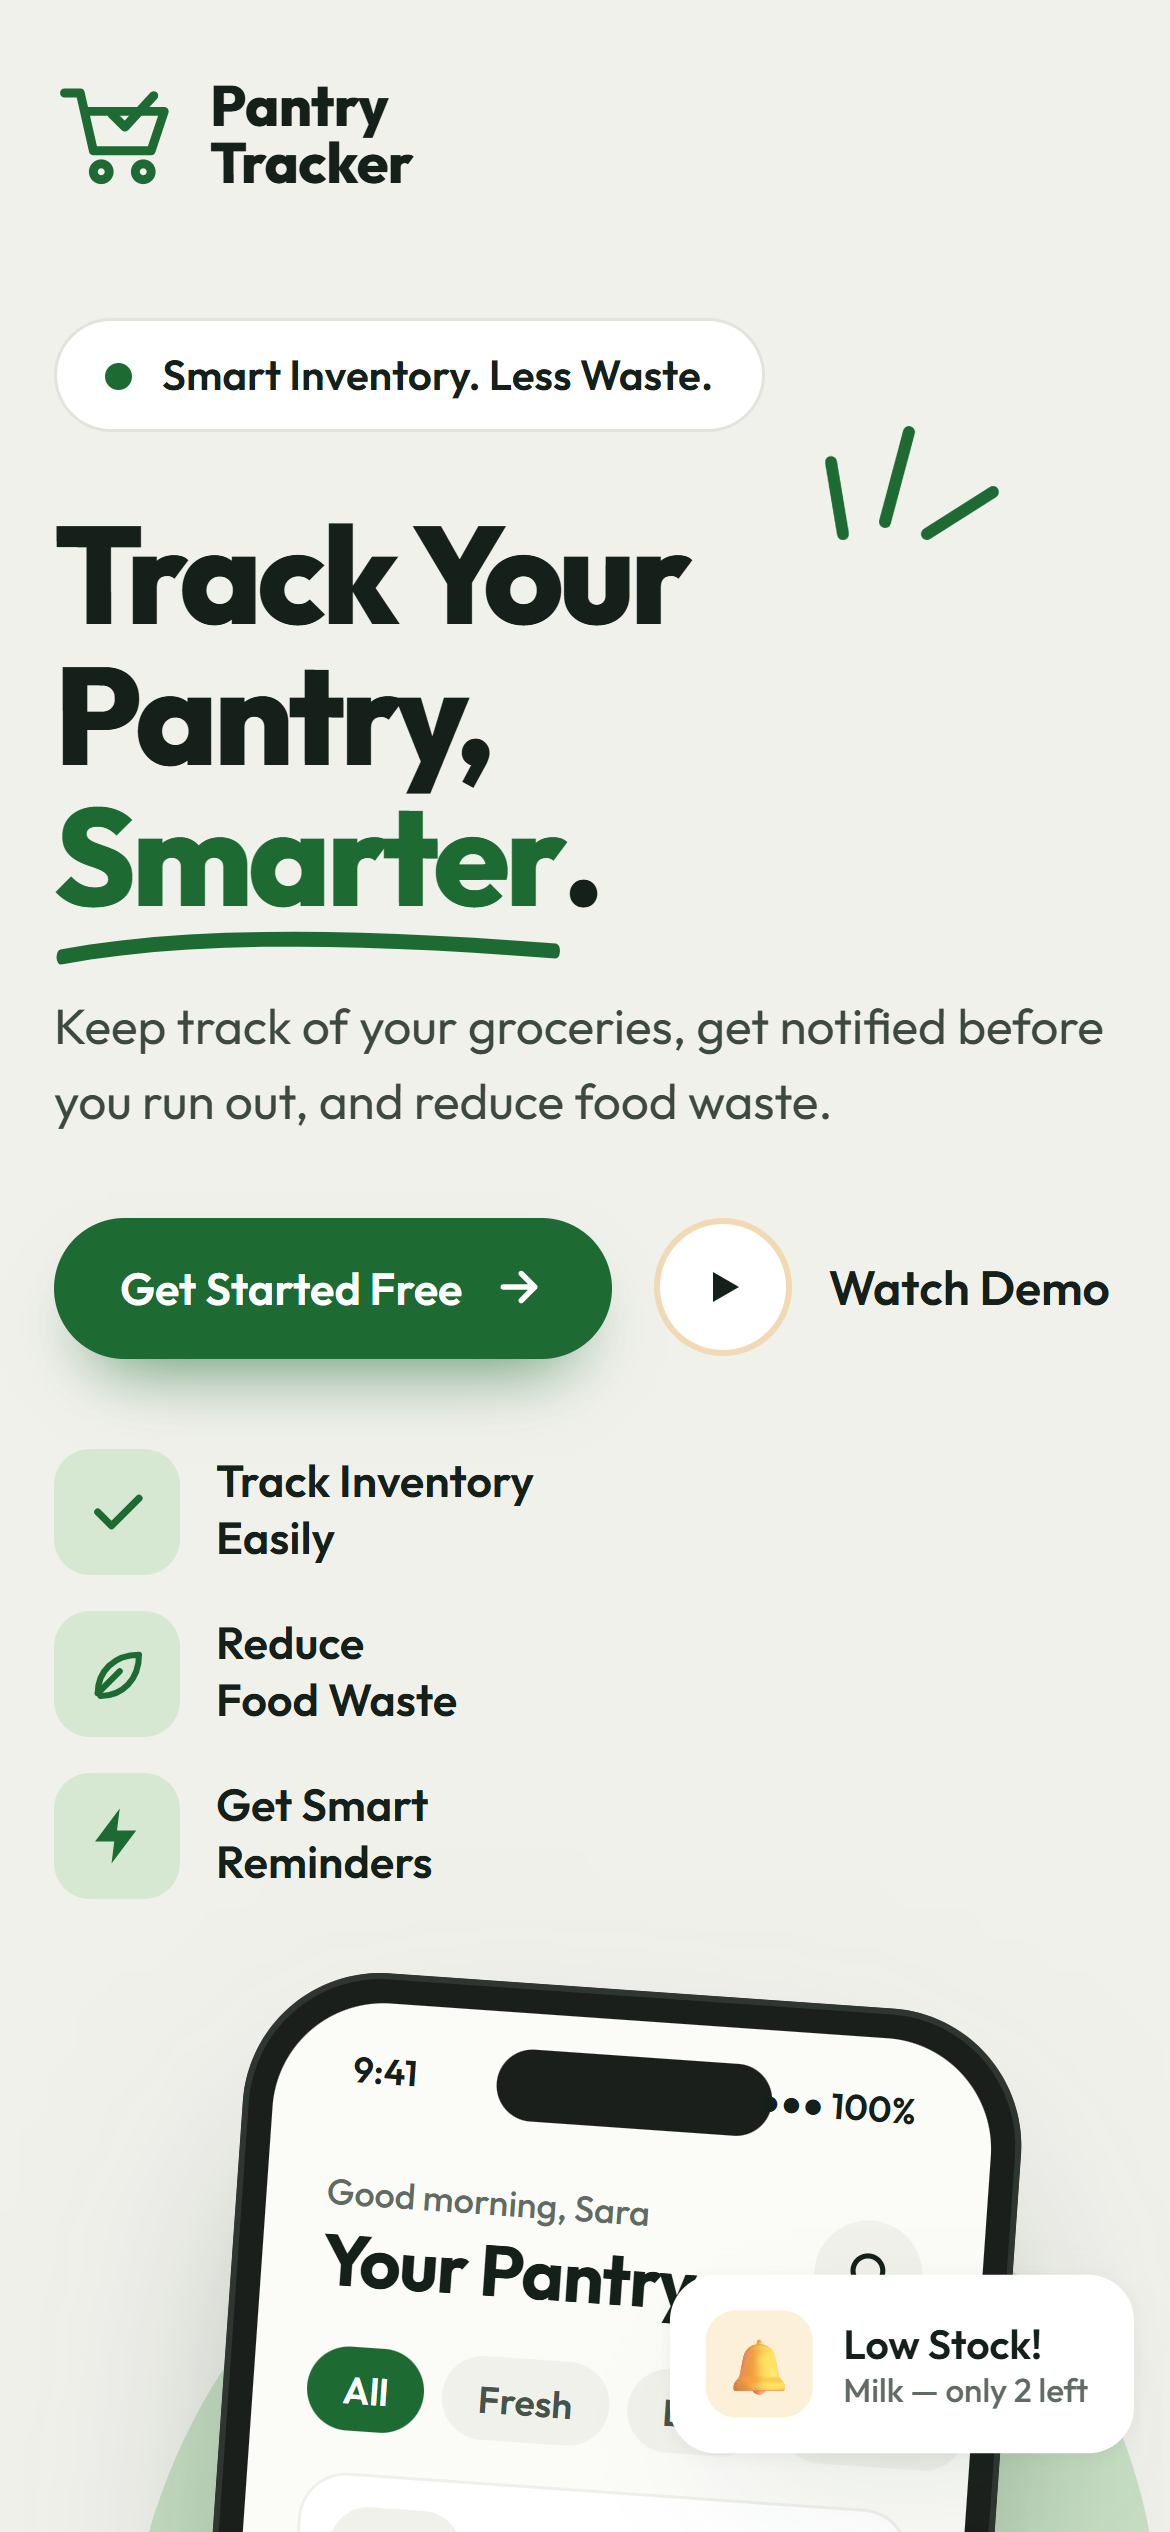 Pantry
Tracker
Smart Inventory. Less Waste.
Track Your
Pantry,
Smarter.
Keep track of your groceries, get notified before
you run out, and reduce food waste.
Get Started Free
Watch Demo
Track Inventory
Easily
Reduce
Food Waste
Get Smart
Reminders
9:41
100%
Good morning, Sara
Your Pantry
All
Fresh
Low Stock!
Milk — only 2 left